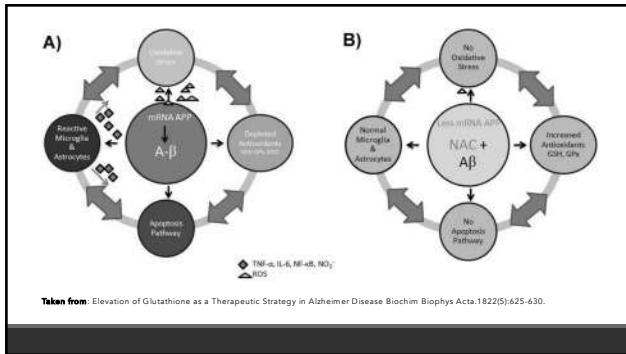 A)
Oxidative
Stress
mRNA APP
A-β
Reactive
Microglia
&
Astrocytes
Depleted
Antioxidants
Apoptosis
Pathway
TNF-α, IL-6, NF-κB, NO₂⁻
ROS
B)
No
Oxidative
Stress
Less mRNA APP
NAC +
Aβ
Normal
Microglia &
Astrocytes
Increased
Antioxidants
GSH, GPx
No
Apoptosis
Pathway
Taken from: Elevation of Glutathione as a Therapeutic Strategy in Alzheimer Disease Biochim Biophys Acta.1822(5):625-630.